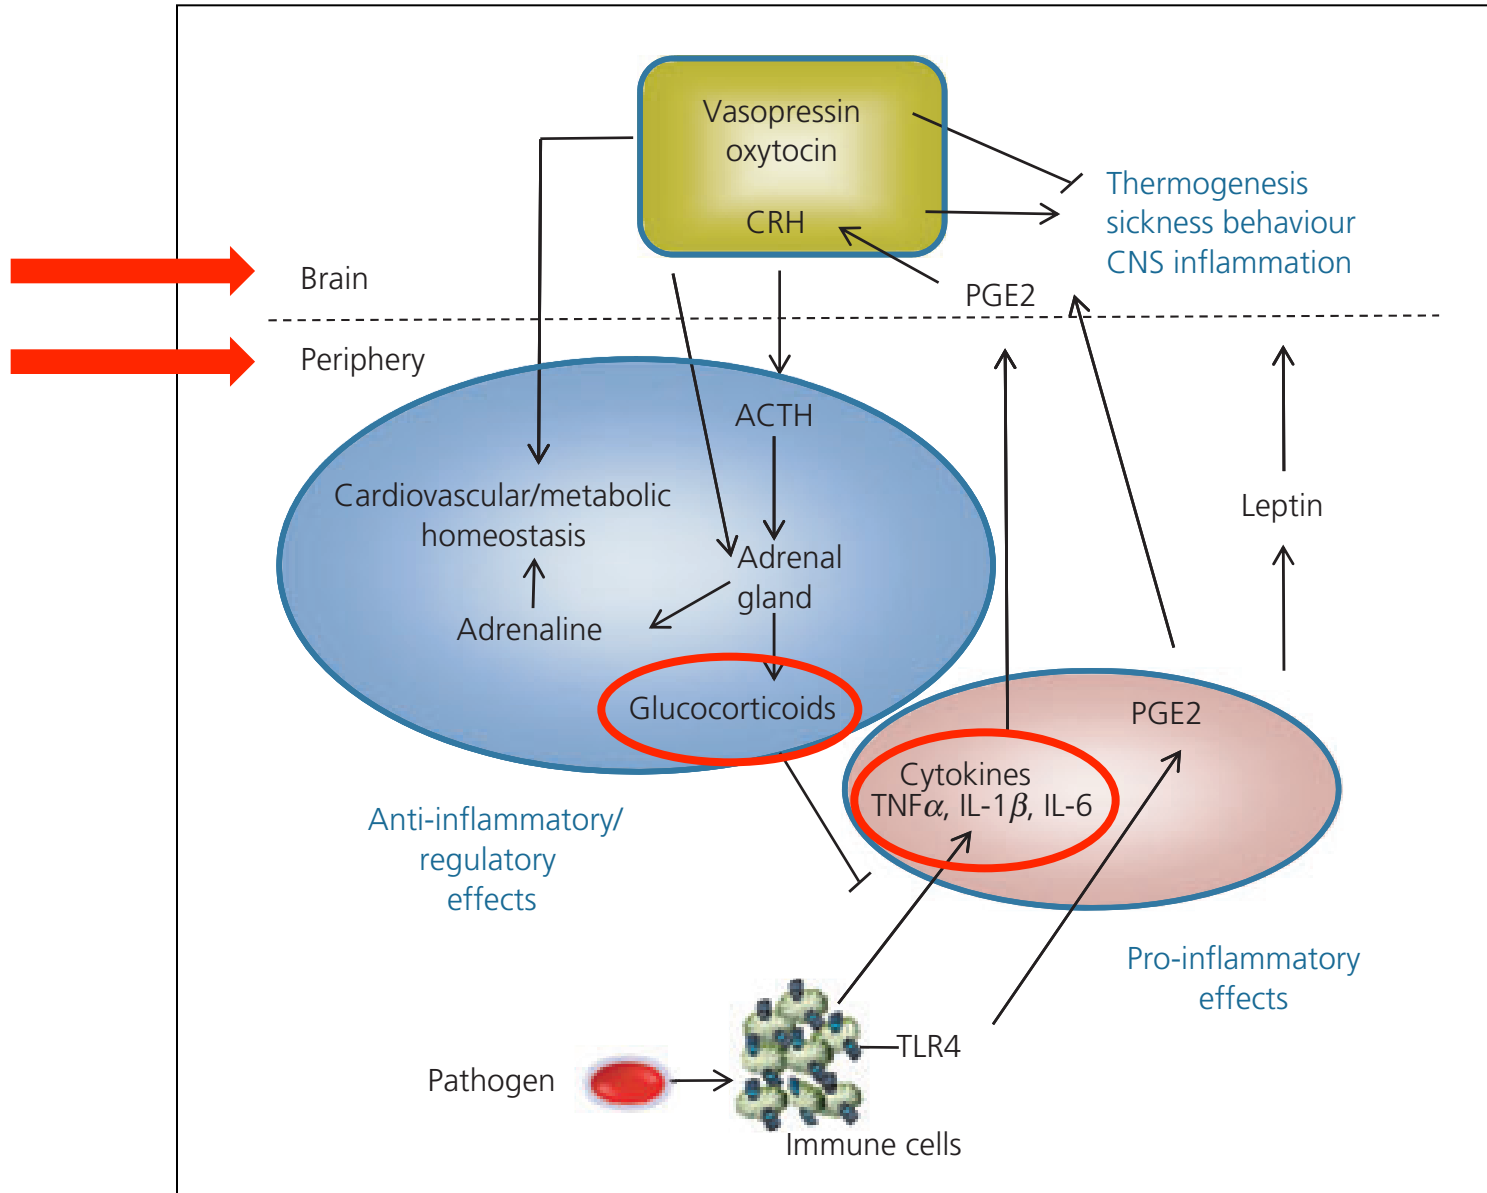 Vasopressin
oxytocin
CRH
Thermogenesis
sickness behaviour
CNS inflammation
PGE2
Brain
Periphery
ACTH
Cardiovascular/metabolic
homeostasis
Adrenal
gland
Adrenaline
Glucocorticoids
Leptin
PGE2
Cytokines
TNFα, IL-1β, IL-6
Anti-inflammatory/
regulatory
effects
Pro-inflammatory
effects
TLR4
Pathogen
Immune cells